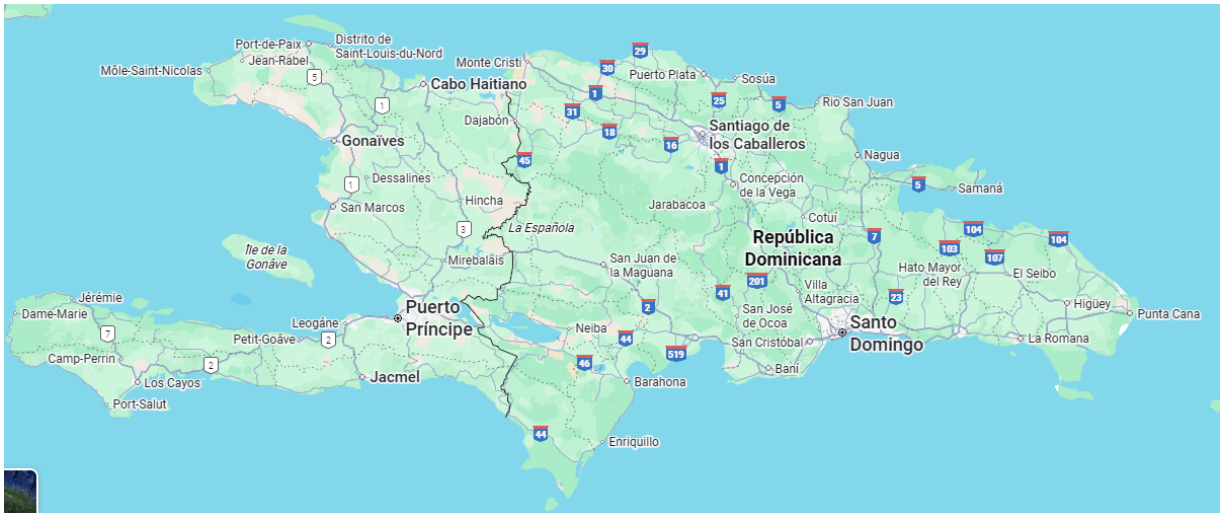 Port-de-Paix
Distrito de
Saint-Louis-du-Nord
Jean-Rabel
Môle-Saint-Nicolas
5
1
Cabo Haitiano
Monte Cristi
30
29
Puerto Plata
Sosúa
1
31
25
5
Rio San Juan
Dajabón
18
16
Santiago de
los Caballeros
Gonaïves
45
1
Nagua
Dessalines
1
Concepción
de la Vega
5
Samaná
San Marcos
Hincha
Jarabacoa
Cotuí
3
La Española
República
Dominicana
7
104
104
103
107
Île de la
Gonâve
Mirebalais
San Juan de
la Maguana
Hato Mayor
del Rey
El Seibo
201
41
Villa
Altagracia
23
Jérémie
Dame-Marie
Puerto
Príncipe
2
San José
de Ocoa
Higüey
Punta Cana
Leogáne
7
Petit-Goâve
2
Neiba
44
Santo
Domingo
San Cristóbal
La Romana
Camp-Perrin
2
519
46
Baní
Los Cayos
Jacmel
Barahona
Port-Salut
44
Enriquillo